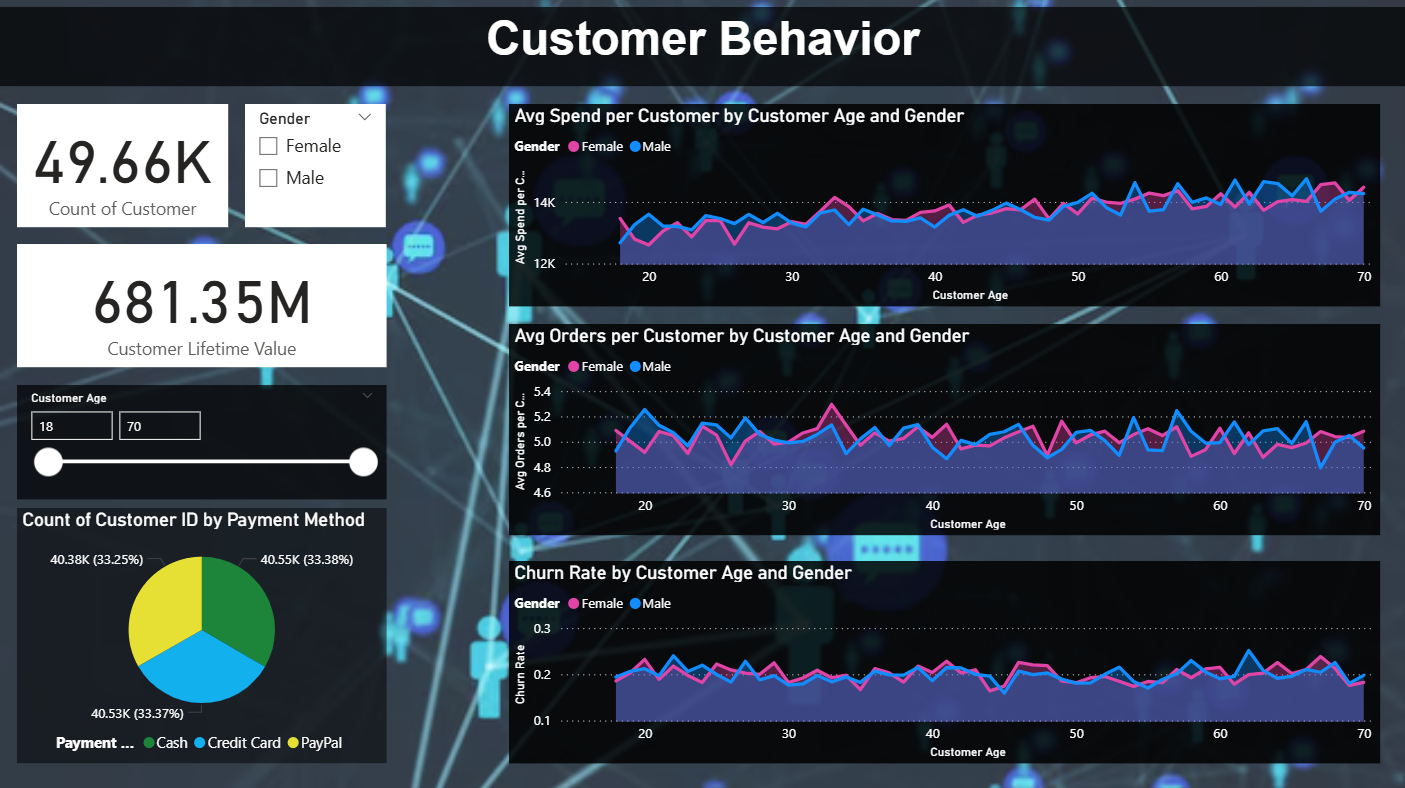 Customer Behavior
49.66K
Count of Customer
Gender
Female
Male
681.35M
Customer Lifetime Value
Customer Age
18 70
Count of Customer ID by Payment Method
40.38K (33.25%) 40.55K (33.38%)
40.53K (33.37%)
Payment ... Cash Credit Card PayPal
Avg Spend per Customer by Customer Age and Gender
Gender Female Male
Avg Spend per C...
14K
12K
20 30 40 50 60 70
Customer Age
Avg Orders per Customer by Customer Age and Gender
Gender Female Male
Avg Orders per C...
5.4
5.2
5.0
4.8
4.6
20 30 40 50 60 70
Customer Age
Churn Rate by Customer Age and Gender
Gender Female Male
Churn Rate
0.3
0.2
0.1
20 30 40 50 60 70
Customer Age